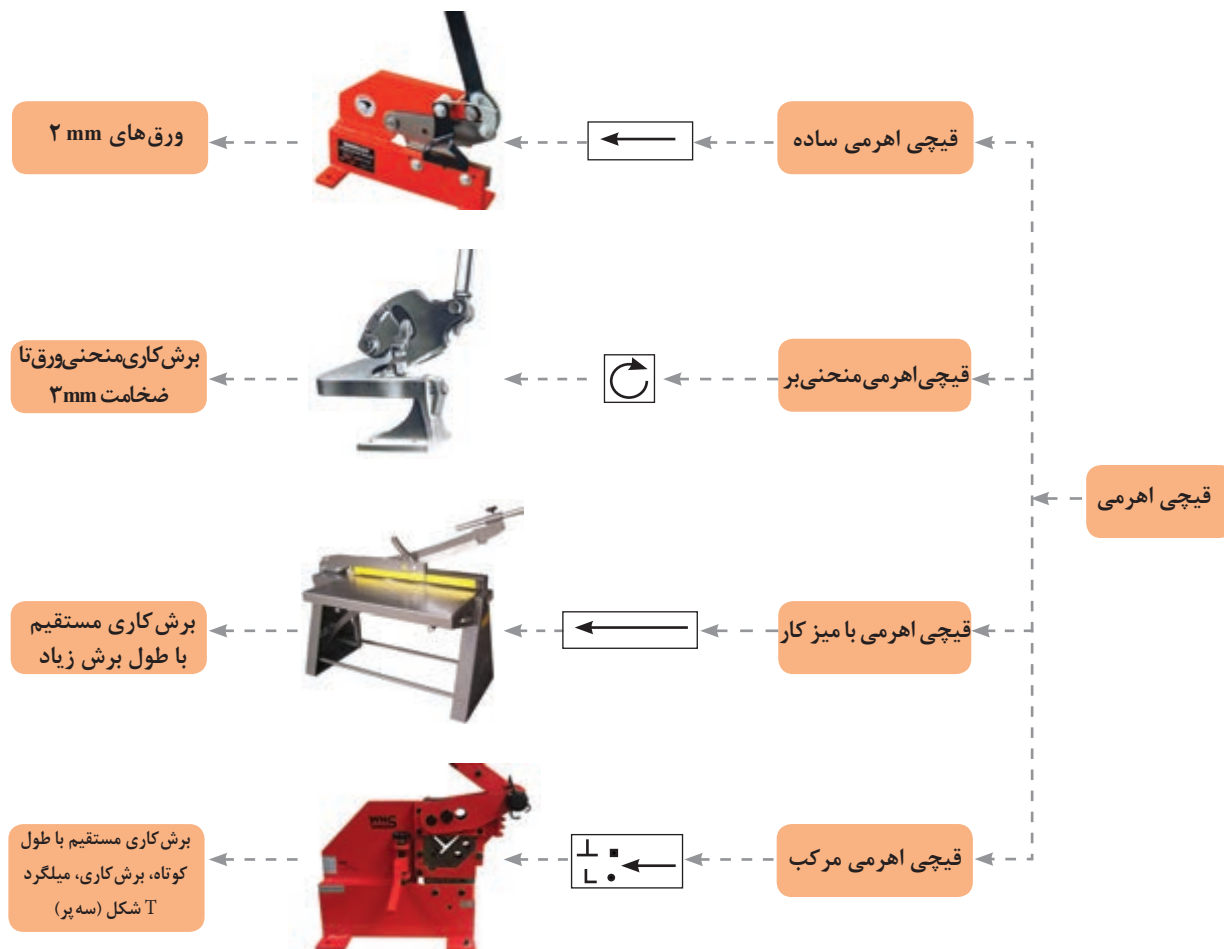 قیچی اهرمی
قیچی اهرمی ساده
ورق‌های ۲ mm
قیچی اهرمی منحنی‌بر
برش‌کاری منحنی ورق تا
ضخامت ۳mm
قیچی اهرمی با میز کار
برش‌کاری مستقیم
با طول برش زیاد
قیچی اهرمی مرکب
برش‌کاری مستقیم با طول
کوتاه، برش‌کاری، میلگرد
T شکل (سه‌پر)